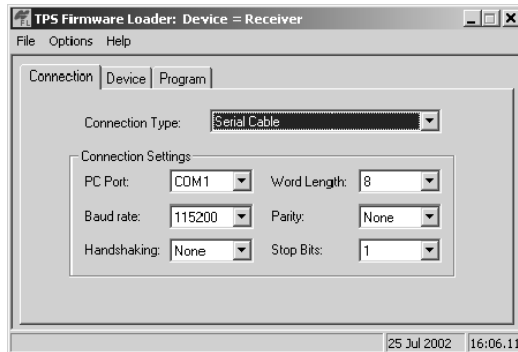 TPS Firmware Loader: Device = Receiver
File Options Help
Connection Device Program
Connection Type: Serial Cable
Connection Settings
PC Port: COM1 Word Length: 8
Baud rate: 115200 Parity: None
Handshaking: None Stop Bits: 1
25 Jul 2002 16:06.11